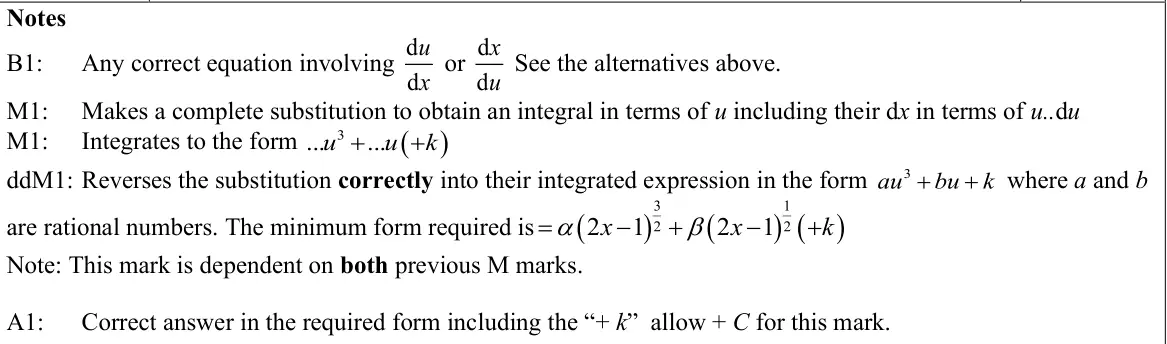 Notes
B1: Any correct equation involving du/dx or dx/du See the alternatives above.
M1: Makes a complete substitution to obtain an integral in terms of u including their dx in terms of u..du
M1: Integrates to the form ...u³ + ...u(+k)
ddM1: Reverses the substitution correctly into their integrated expression in the form au³ + bu + k where a and b
are rational numbers. The minimum form required is = α(2x−1)^(3/2) + β(2x−1)^(1/2) (+k)
Note: This mark is dependent on both previous M marks.
A1: Correct answer in the required form including the “+ k” allow + C for this mark.